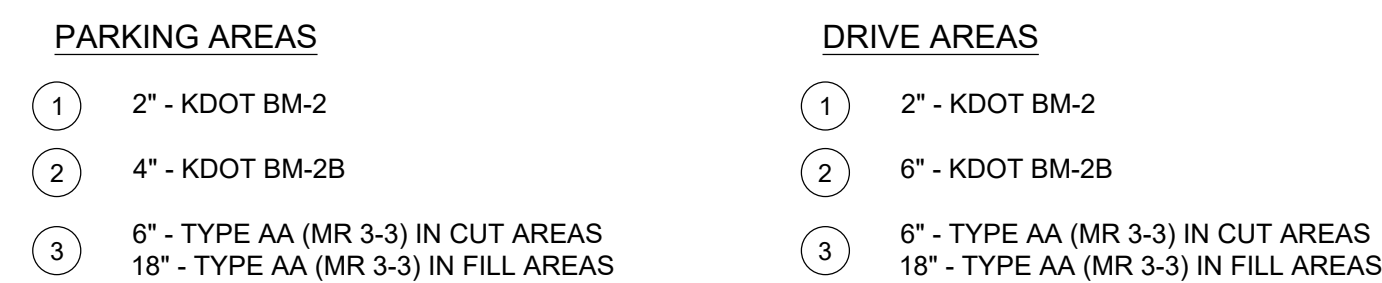 PARKING AREAS
1 2" - KDOT BM-2
2 4" - KDOT BM-2B
3 6" - TYPE AA (MR 3-3) IN CUT AREAS
18" - TYPE AA (MR 3-3) IN FILL AREAS
DRIVE AREAS
1 2" - KDOT BM-2
2 6" - KDOT BM-2B
3 6" - TYPE AA (MR 3-3) IN CUT AREAS
18" - TYPE AA (MR 3-3) IN FILL AREAS